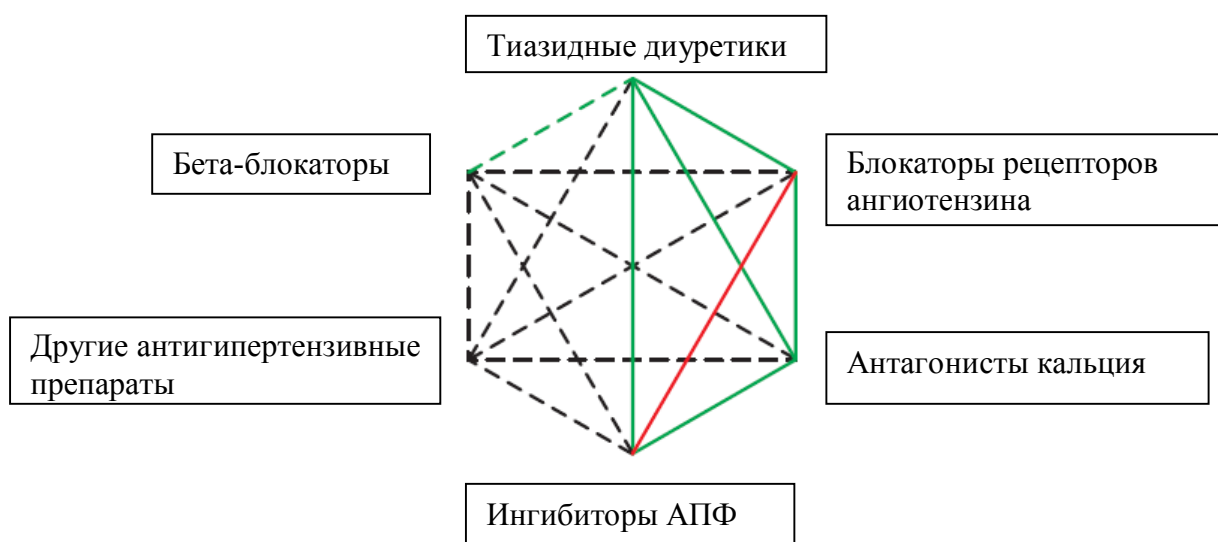 Тиазидные диуретики
Бета-блокаторы
Блокаторы рецепторов
ангиотензина
Другие антигипертензивные
препараты
Антагонисты кальция
Ингибиторы АПФ